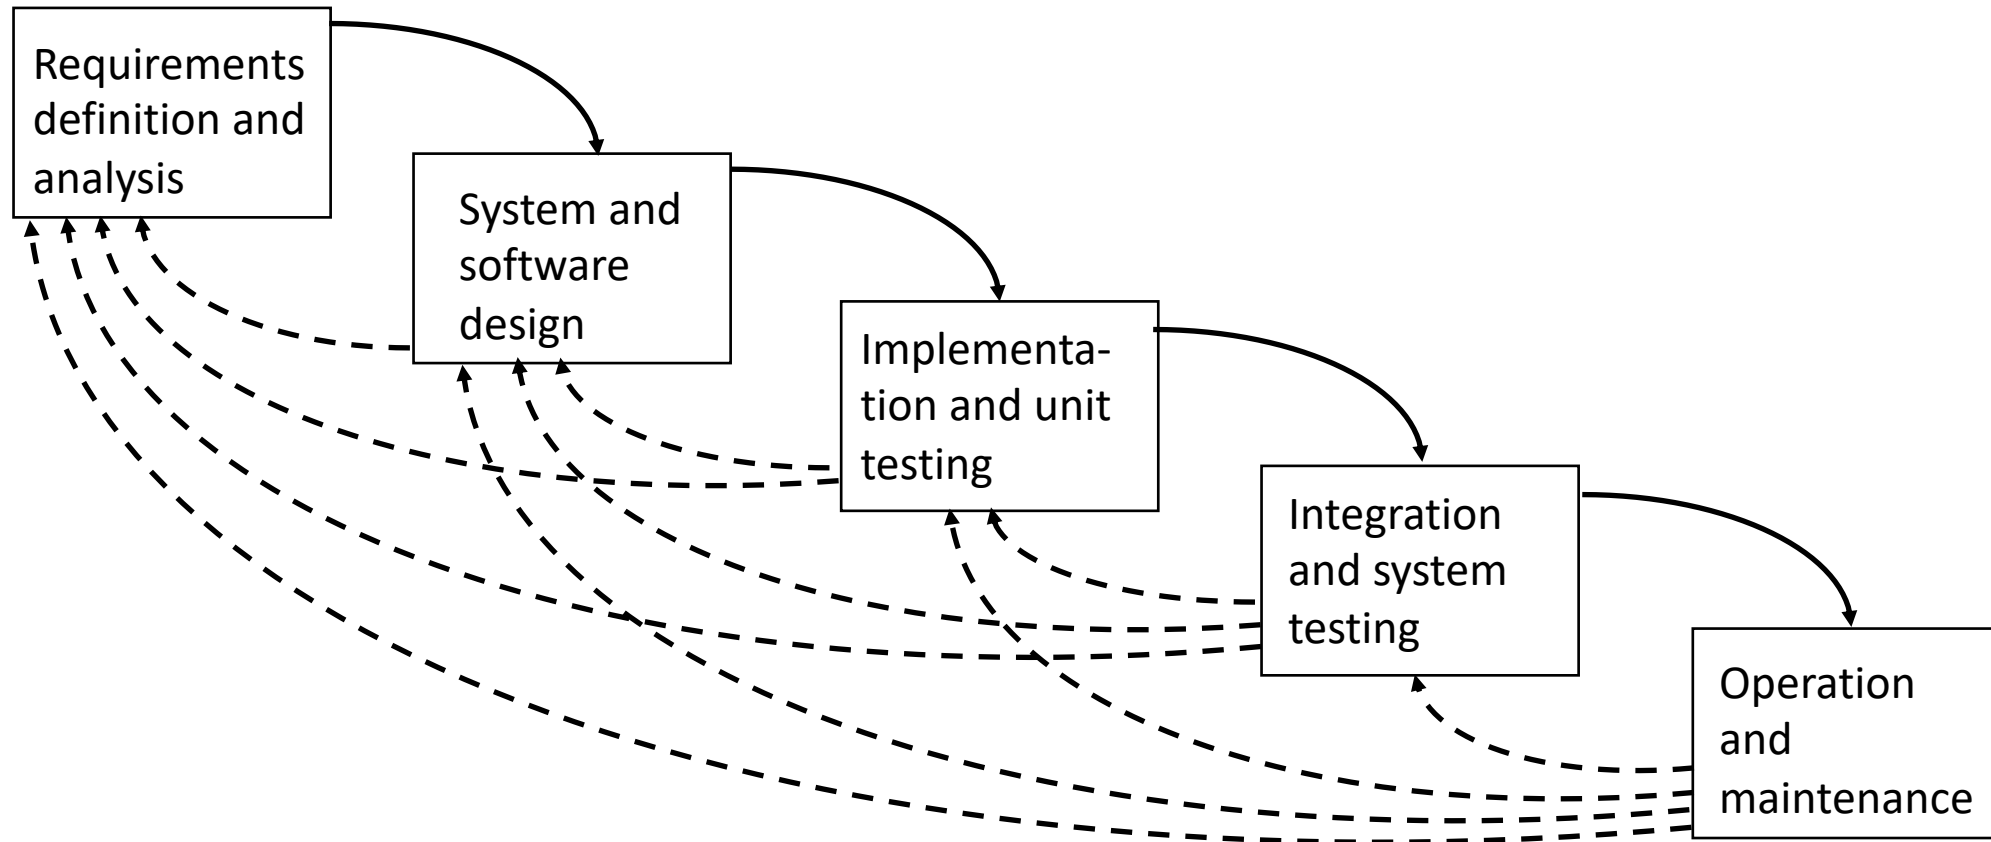 Requirements
definition and
analysis
System and
software
design
Implementa-
tion and unit
testing
Integration
and system
testing
Operation
and
maintenance